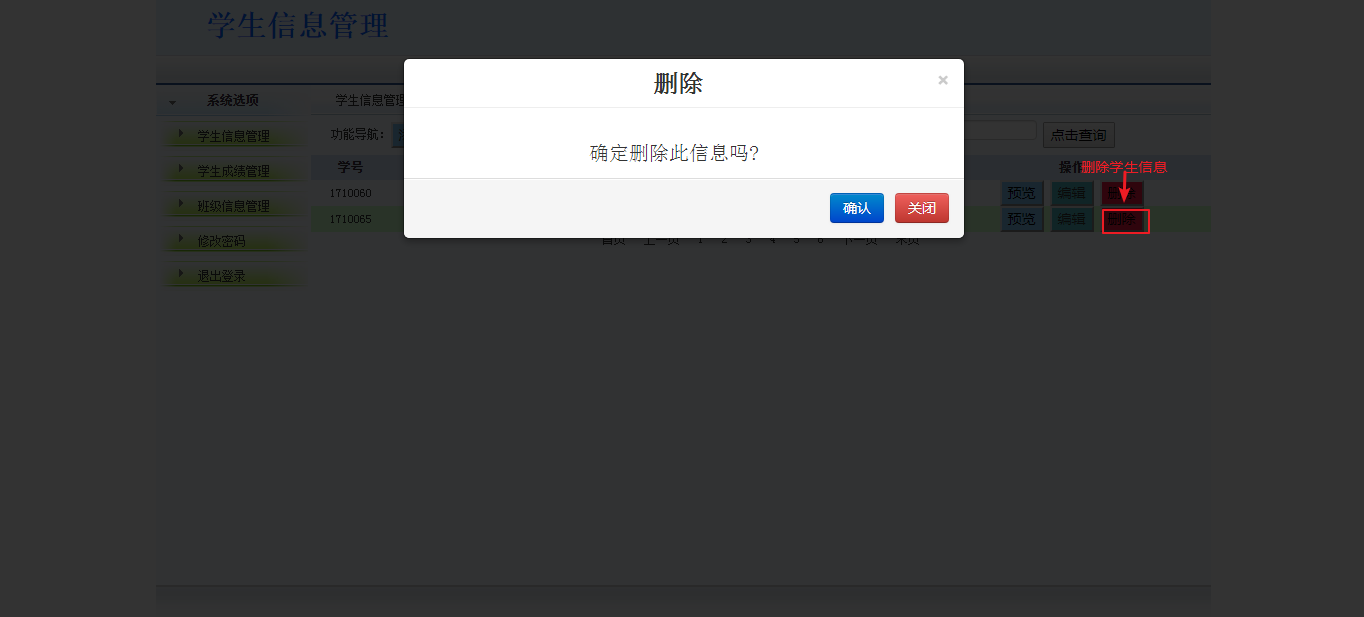 学生信息管理
删除 ×
系统选项
学生信息管理
功能导航: 点击查询
学生信息管理
学号
操作
删除学生信息
确定删除此信息吗?
学生成绩管理
1710060 预览 编辑
班级信息管理
确认 关闭
1710065 预览 编辑 删除
修改密码
首页 上一页 1 2 3 4 5 6 下一页 末页
退出登录